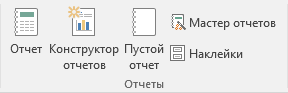 Отчет
Конструктор
отчетов
Пустой
отчет
Мастер отчетов
Наклейки
Отчеты